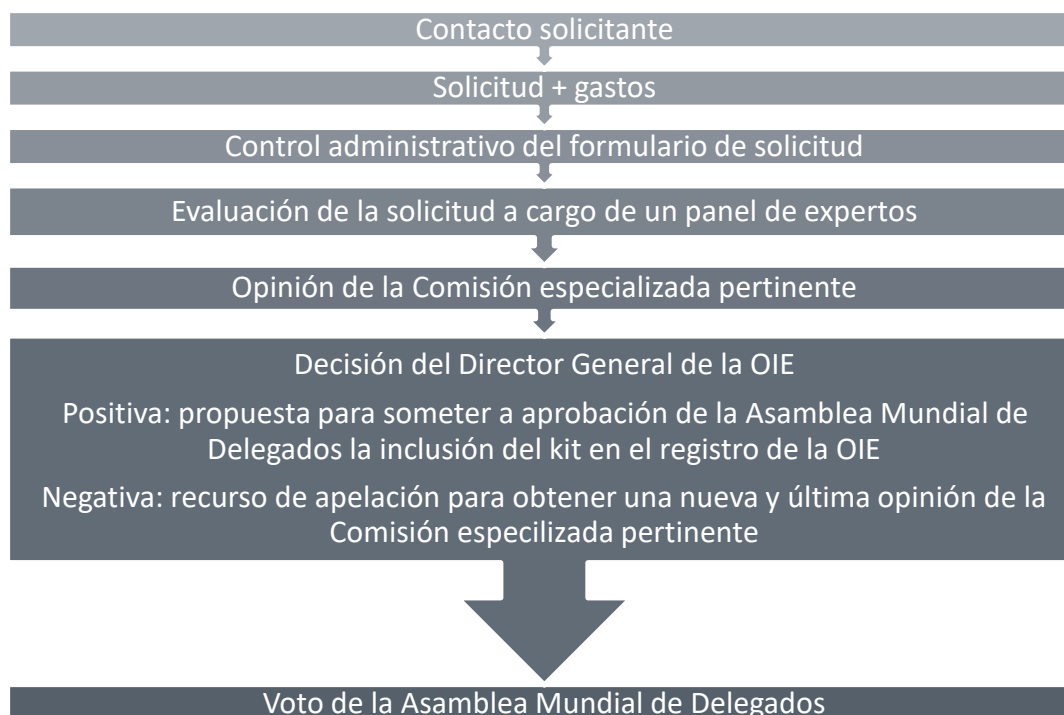 Contacto solicitante
Solicitud + gastos
Control administrativo del formulario de solicitud
Evaluación de la solicitud a cargo de un panel de expertos
Opinión de la Comisión especializada pertinente
Decisión del Director General de la OIE
Positiva: propuesta para someter a aprobación de la Asamblea Mundial de
Delegados la inclusión del kit en el registro de la OIE
Negativa: recurso de apelación para obtener una nueva y última opinión de la
Comisión especilizada pertinente
Voto de la Asamblea Mundial de Delegados